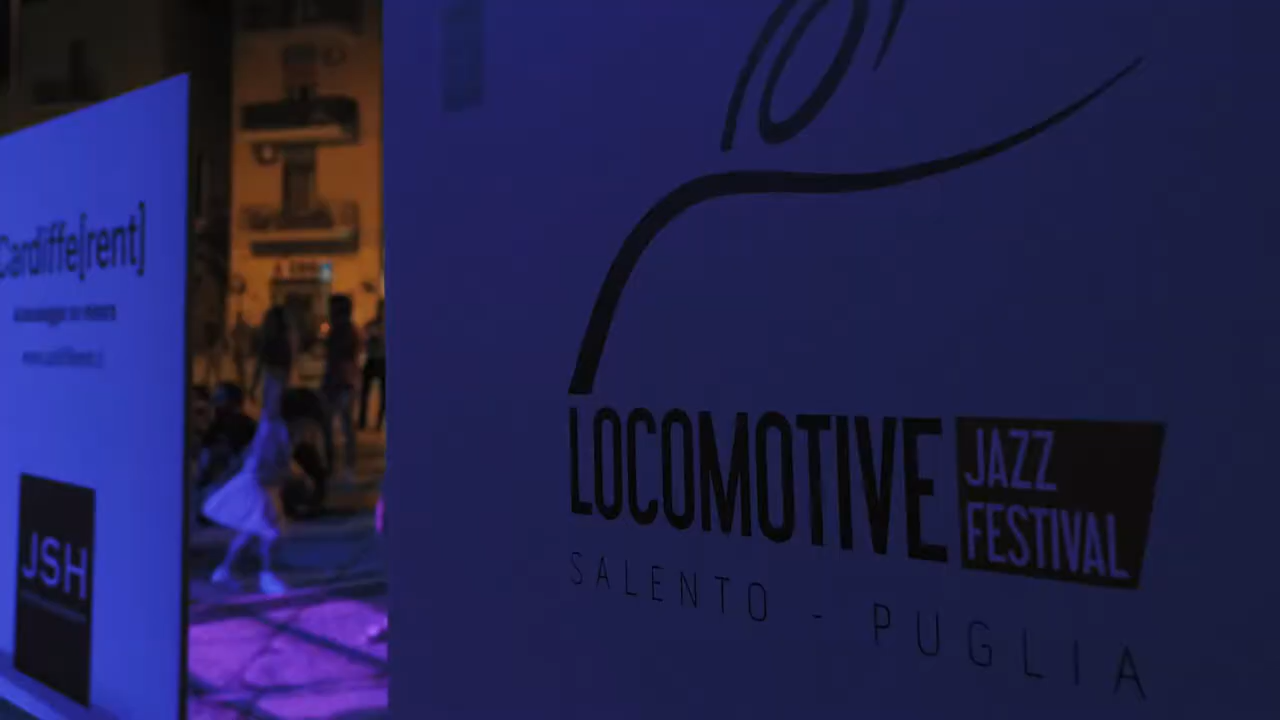 Cardiffe[rent]
JSH
LOCOMOTIVE
JAZZ
FESTIVAL
SALENTO - PUGLIA